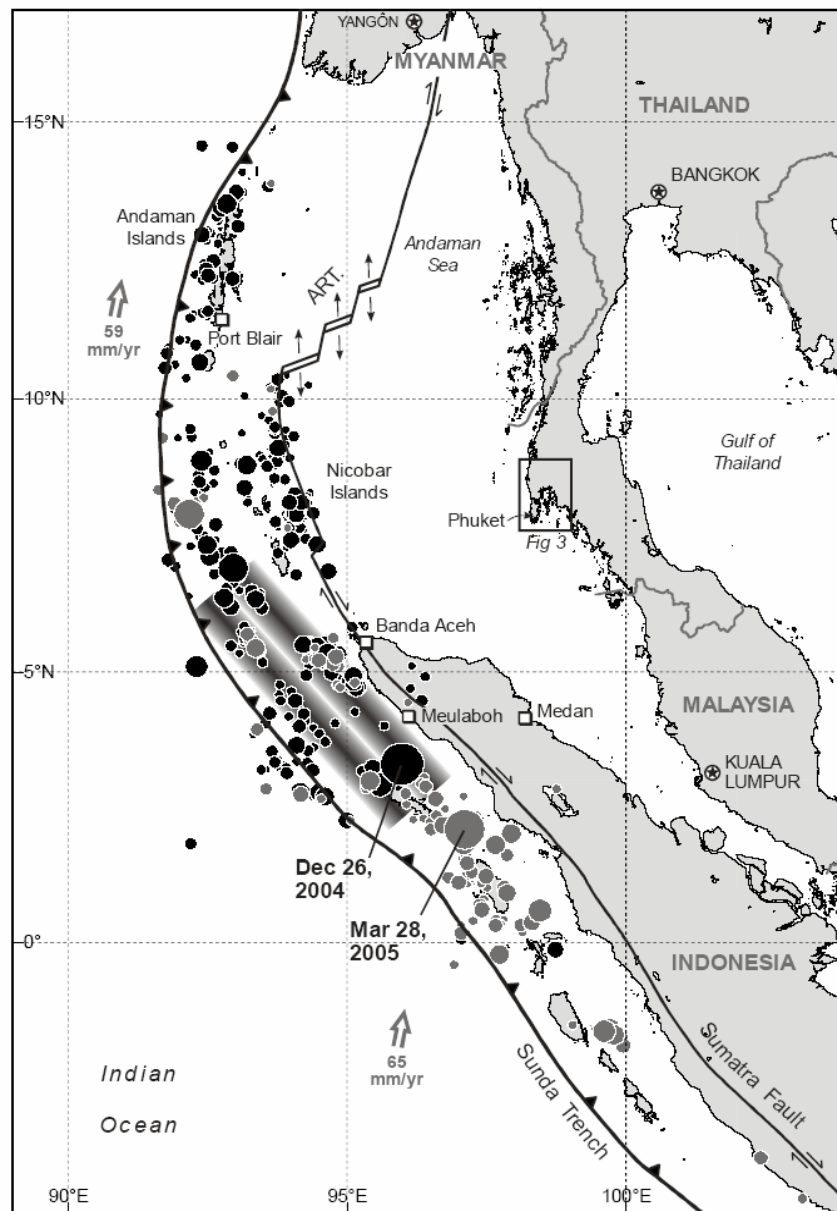 YANGÔN
MYANMAR
15°N
THAILAND
BANGKOK
Andaman
Islands
Andaman
Sea
ART.
59
mm/yr
Port Blair
10°N
Nicobar
Islands
Gulf of
Thailand
Phuket
Fig 3
Banda Aceh
5°N
Meulaboh
Medan
MALAYSIA
KUALA
LUMPUR
Dec 26,
2004
Mar 28,
2005
0°
INDONESIA
65
mm/yr
Sunda Trench
Sumatra Fault
Indian
Ocean
90°E
95°E
100°E